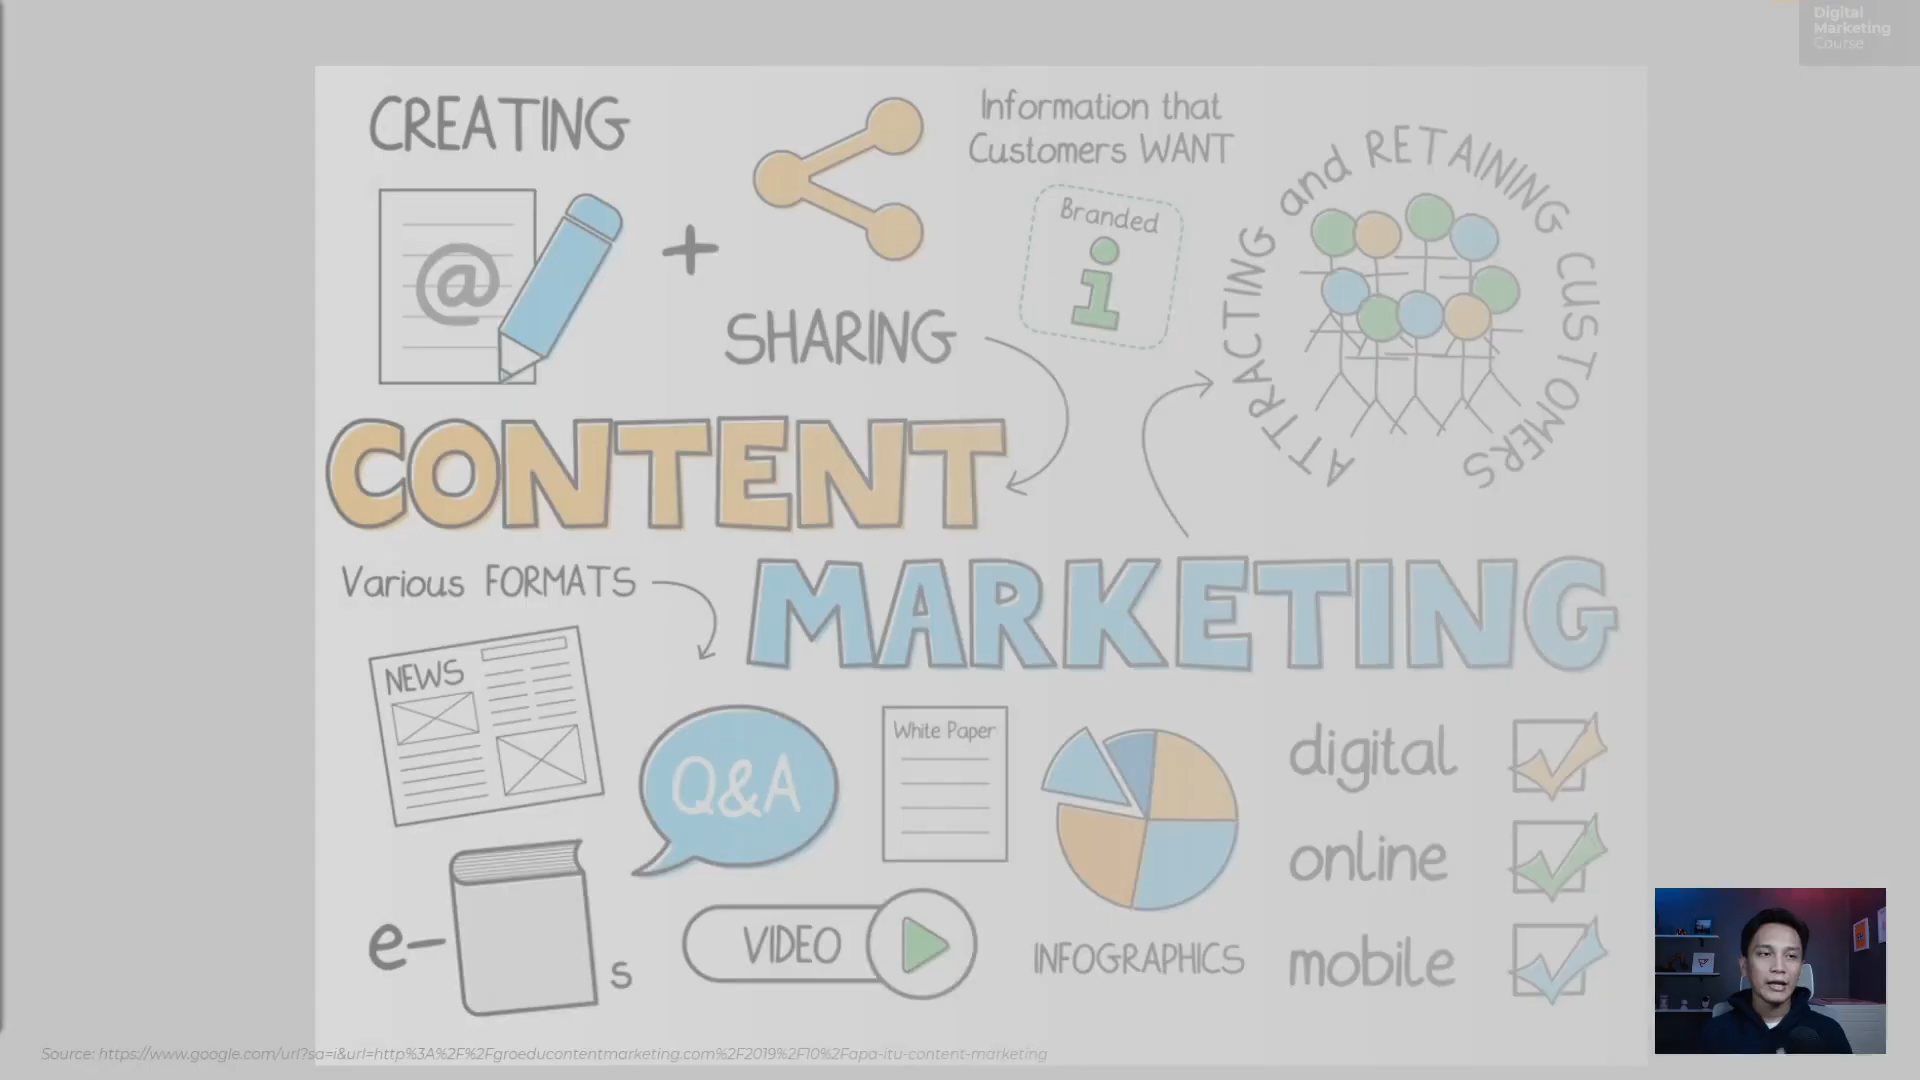 Digital
Marketing
Course
CREATING
@
+
SHARING
Information that
Customers WANT
Branded
i
ATTRACTING and RETAINING CUSTOMERS
CONTENT
MARKETING
Various FORMATS
NEWS
Q&A
White Paper
e-
s
VIDEO
INFOGRAPHICS
digital
online
mobile
Source: https://www.google.com/url?sa=i&url=http%3A%2F%2Fgroeducontentmarketing.com%2F2019%2F10%2Fapa-itu-content-marketing